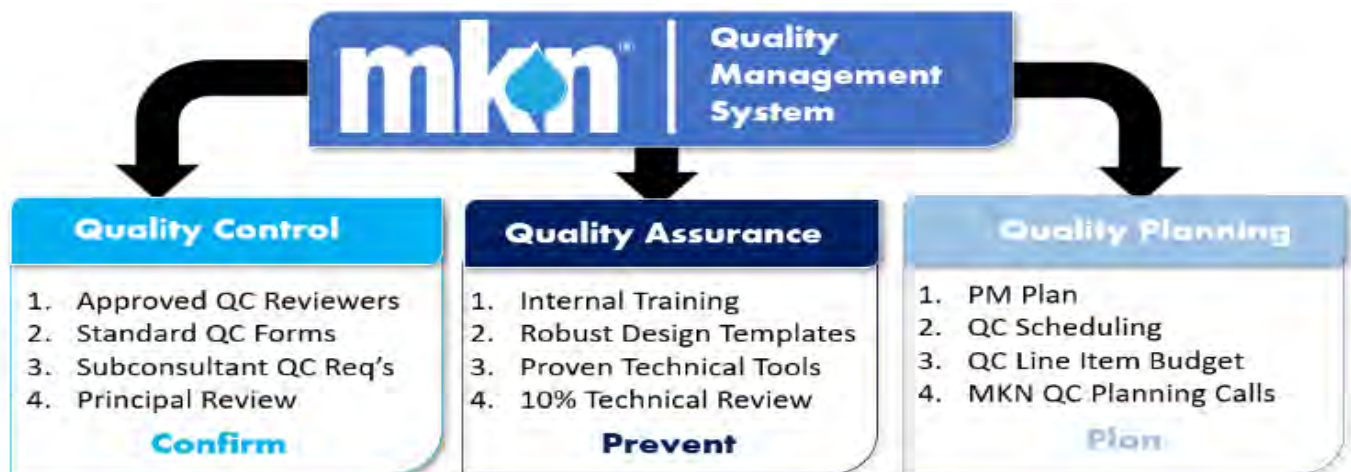 mkn®
Quality
Management
System
Quality Control
1. Approved QC Reviewers
2. Standard QC Forms
3. Subconsultant QC Req's
4. Principal Review
Confirm
Quality Assurance
1. Internal Training
2. Robust Design Templates
3. Proven Technical Tools
4. 10% Technical Review
Prevent
Quality Planning
1. PM Plan
2. QC Scheduling
3. QC Line Item Budget
4. MKN QC Planning Calls
Plan